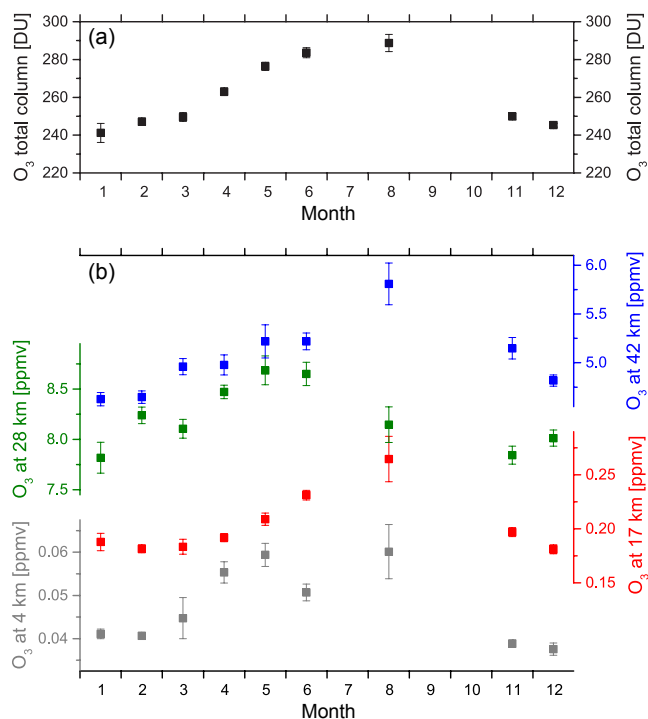 (a)
O₃ total column [DU]
300
280
260
240
220
300
280
260
240
220
O₃ total column [DU]
1 2 3 4 5 6 7 8 9 10 11 12
Month
(b)
6.0
5.0
O₃ at 42 km [ppmv]
8.5
8.0
7.5
O₃ at 28 km [ppmv]
0.25
0.20
0.15
O₃ at 17 km [ppmv]
0.06
0.04
O₃ at 4 km [ppmv]
1 2 3 4 5 6 7 8 9 10 11 12
Month